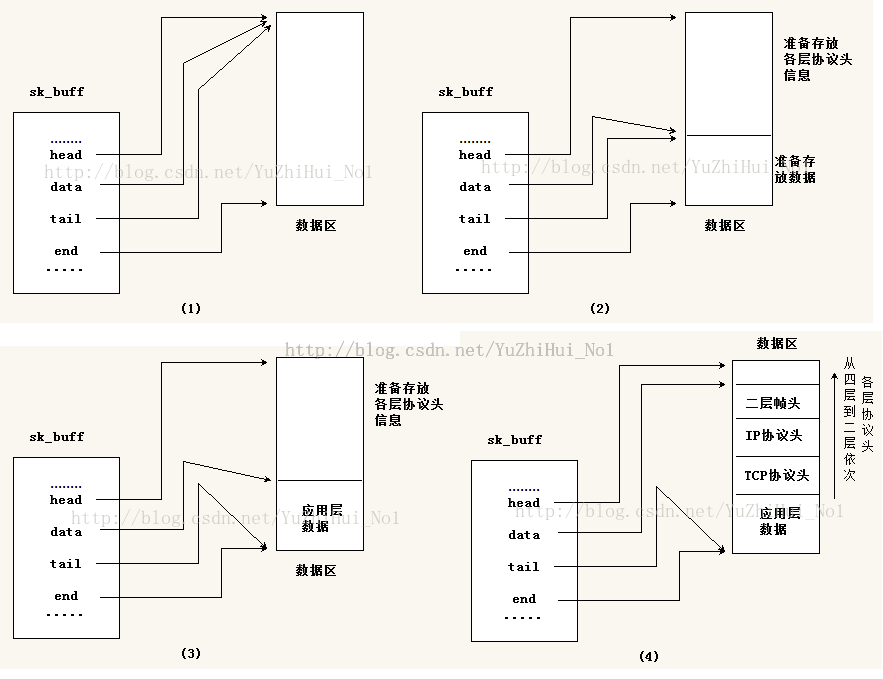 sk_buff
........
head
data
tail
end
.....
数据区
(1)
http://blog.csdn.net/YuZhiHui_No1
sk_buff
........
head
data
tail
end
.....
准备存放
各层协议头
信息
准备存
放数据
数据区
(2)
http://blog.csdn.net/YuZhiHui_No1
http://blog.csdn.net/YuZhiHui_No1
sk_buff
........
head
data
tail
end
.....
准备存放
各层协议头
信息
应用层
数据
数据区
(3)
http://blog.csdn.net/YuZhiHui_No1
sk_buff
........
head
data
tail
end
.....
数据区
二层帧头
IP协议头
TCP协议头
应用层
数据
从四层到二层依次
各层协议头
(4)
http://blog.csdn.net/YuZhiHui_No1